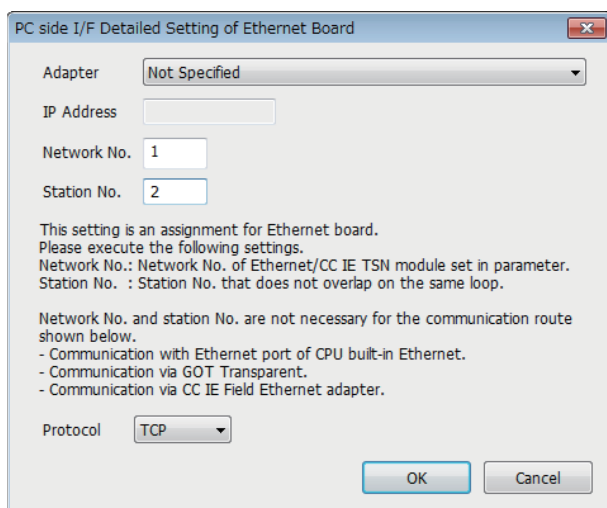 PC side I/F Detailed Setting of Ethernet Board
Adapter Not Specified
IP Address
Network No. 1
Station No. 2
This setting is an assignment for Ethernet board.
Please execute the following settings.
Network No.: Network No. of Ethernet/CC IE TSN module set in parameter.
Station No. : Station No. that does not overlap on the same loop.
Network No. and station No. are not necessary for the communication route
shown below.
- Communication with Ethernet port of CPU built-in Ethernet.
- Communication via GOT Transparent.
- Communication via CC IE Field Ethernet adapter.
Protocol TCP
OK Cancel